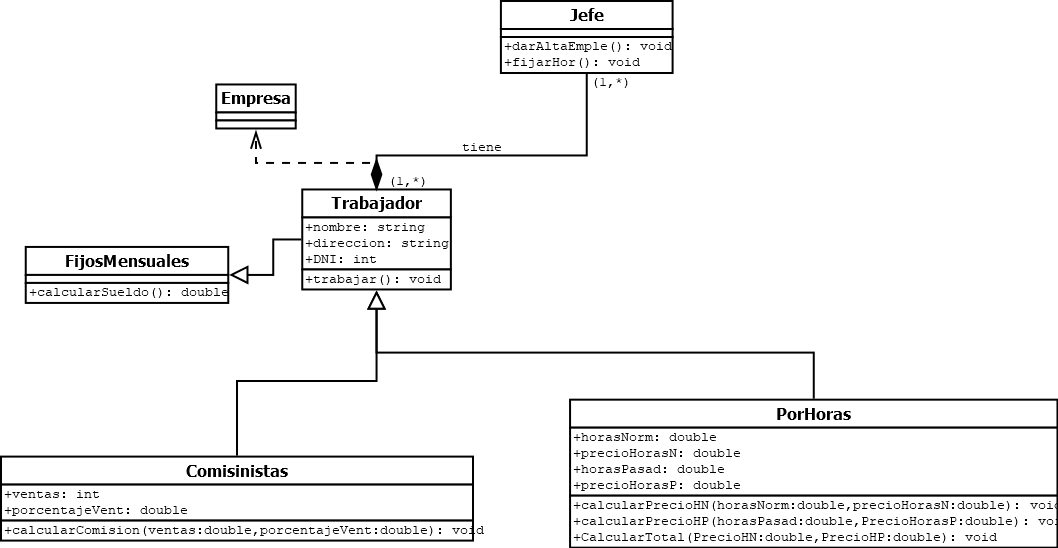 Jefe
+darAltaEmple(): void
+fijarHor(): void
(1,*)
Empresa
tiene
(1,*)
Trabajador
+nombre: string
+direccion: string
+DNI: int
+trabajar(): void
FijosMensuales
+calcularSueldo(): double
Comisinistas
+ventas: int
+porcentajeVent: double
+calcularComision(ventas:double,porcentajeVent:double): void
PorHoras
+horasNorm: double
+precioHorasN: double
+horasPasad: double
+precioHorasP: double
+calcularPrecioHN(horasNorm:double,precioHorasN:double): void
+calcularPrecioHP(horasPasad:double,PrecioHorasP:double): vo
+CalcularTotal(PrecioHN:double,PrecioHP:double): void